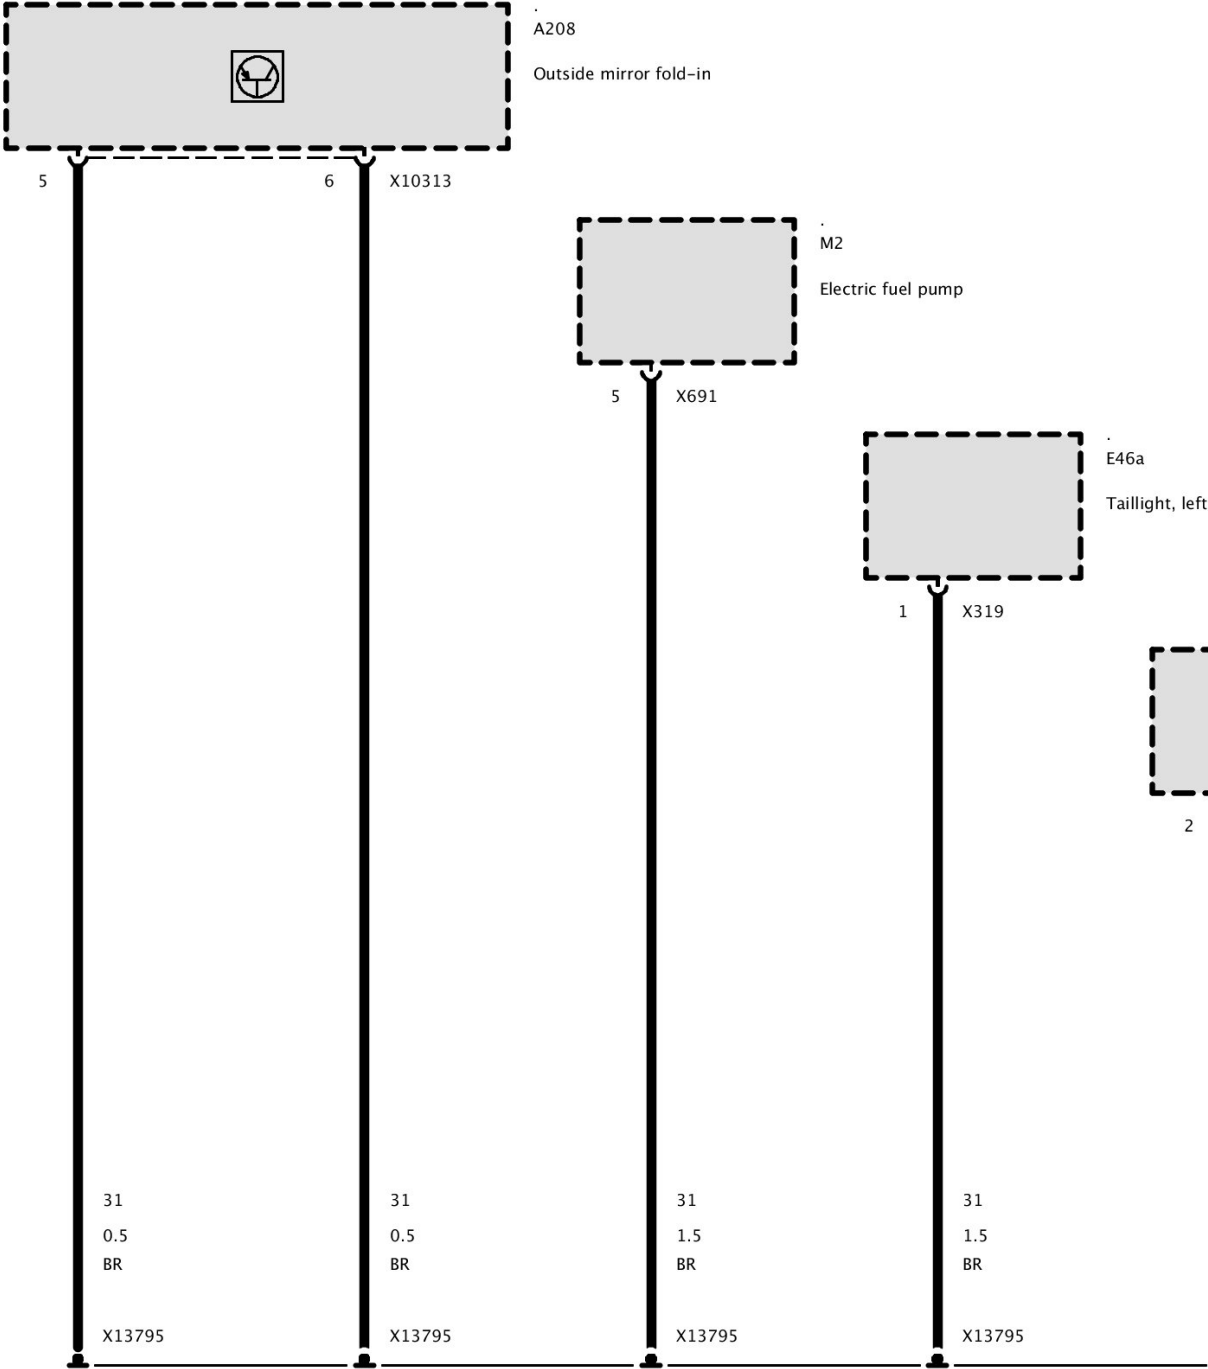 .
A208
Outside mirror fold-in
5 6 X10313
.
M2
Electric fuel pump
5 X691
.
E46a
Taillight, left
1 X319
2
31 31 31 31
0.5 0.5 1.5 1.5
BR BR BR BR
X13795 X13795 X13795 X13795